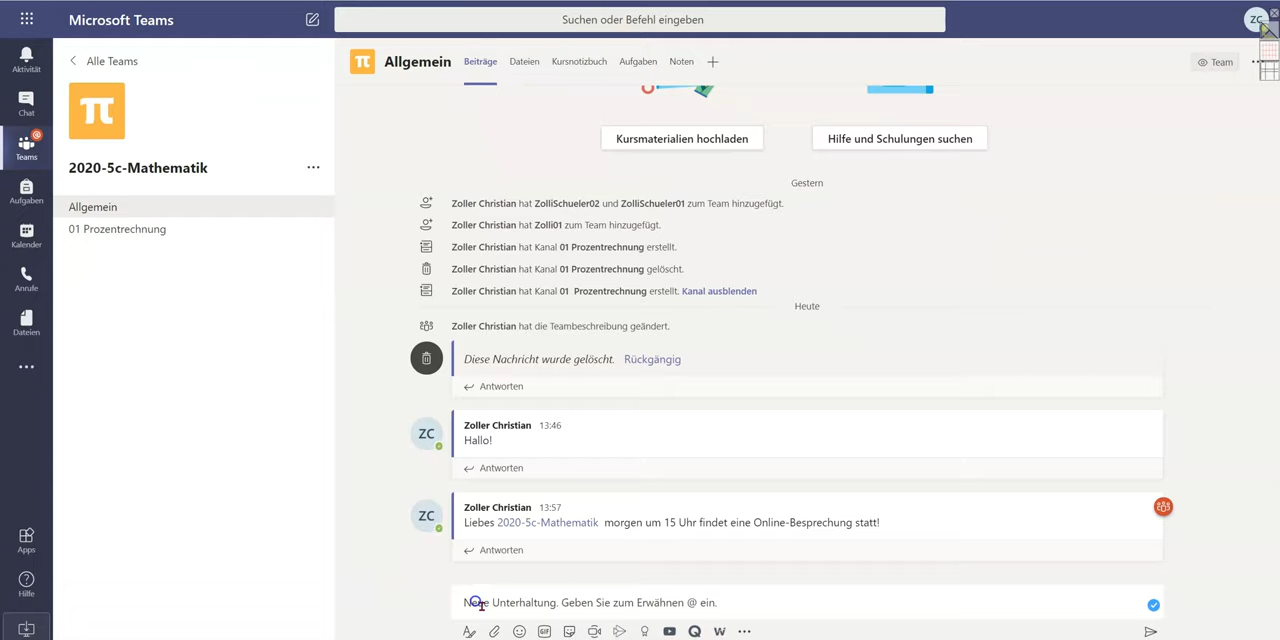 Microsoft Teams
Suchen oder Befehl eingeben
ZC
Aktivität
Chat
Teams
Aufgaben
Kalender
Anrufe
Dateien
Apps
Hilfe
Alle Teams
π
2020-5c-Mathematik
Allgemein
01 Prozentrechnung
π Allgemein Beiträge Dateien Kursnotizbuch Aufgaben Noten
Team
Kursmaterialien hochladen
Hilfe und Schulungen suchen
Gestern
Zoller Christian hat ZolliSchueler02 und ZolliSchueler01 zum Team hinzugefügt.
Zoller Christian hat Zolli01 zum Team hinzugefügt.
Zoller Christian hat Kanal 01 Prozentrechnung erstellt.
Zoller Christian hat Kanal 01 Prozentrechnung gelöscht.
Zoller Christian hat Kanal 01 Prozentrechnung erstellt. Kanal ausblenden
Heute
Zoller Christian hat die Teambeschreibung geändert.
Diese Nachricht wurde gelöscht. Rückgängig
Antworten
ZC
Zoller Christian 13:46
Hallo!
Antworten
ZC
Zoller Christian 13:57
Liebes 2020-5c-Mathematik morgen um 15 Uhr findet eine Online-Besprechung statt!
Antworten
Neue Unterhaltung. Geben Sie zum Erwähnen @ ein.
GIF